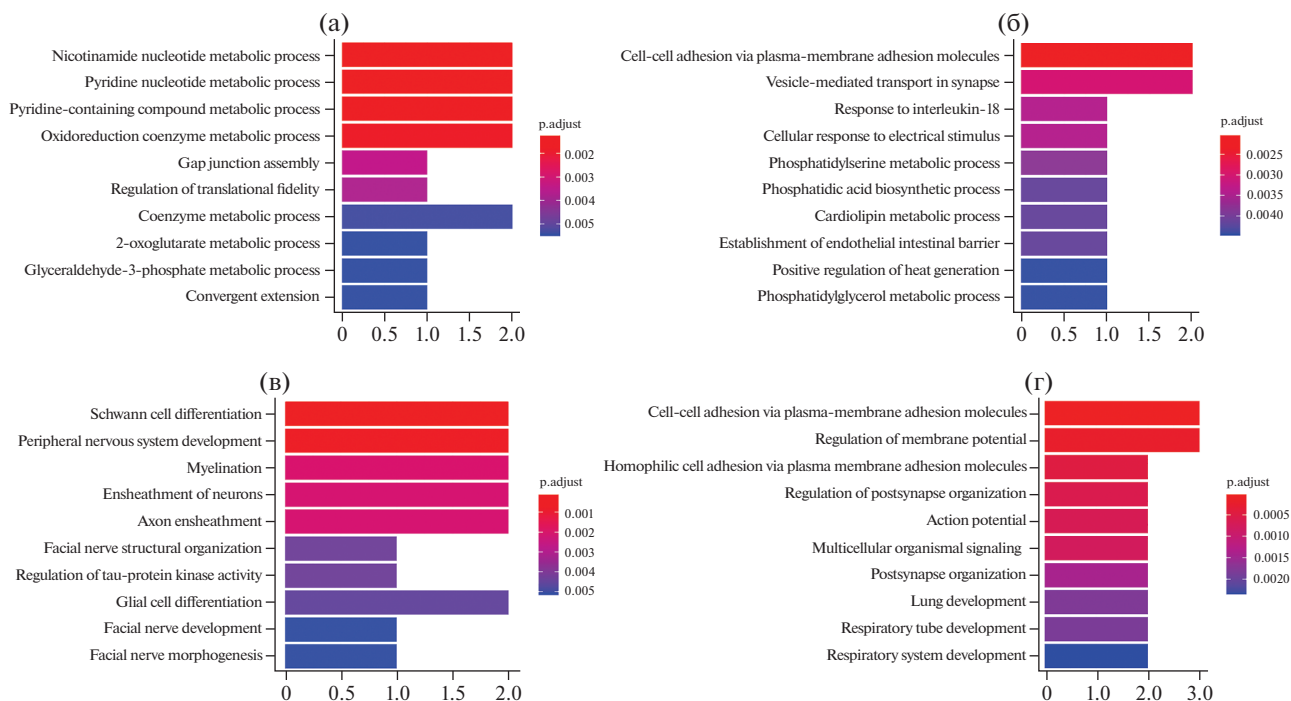 (а)
Nicotinamide nucleotide metabolic process
Pyridine nucleotide metabolic process
Pyridine-containing compound metabolic process
Oxidoreduction coenzyme metabolic process
Gap junction assembly
Regulation of translational fidelity
Coenzyme metabolic process
2-oxoglutarate metabolic process
Glyceraldehyde-3-phosphate metabolic process
Convergent extension
0 0.5 1.0 1.5 2.0
p.adjust
0.002
0.003
0.004
0.005
(б)
Cell-cell adhesion via plasma-membrane adhesion molecules
Vesicle-mediated transport in synapse
Response to interleukin-18
Cellular response to electrical stimulus
Phosphatidylserine metabolic process
Phosphatidic acid biosynthetic process
Cardiolipin metabolic process
Establishment of endothelial intestinal barrier
Positive regulation of heat generation
Phosphatidylglycerol metabolic process
0 0.5 1.0 1.5 2.0
p.adjust
0.0025
0.0035
0.0040
(в)
Schwann cell differentiation
Peripheral nervous system development
Myelination
Ensheathment of neurons
Axon ensheathment
Facial nerve structural organization
Regulation of tau-protein kinase activity
Glial cell differentiation
Facial nerve development
Facial nerve morphogenesis
0 0.5 1.0 1.5 2.0
p.adjust
0.001
0.002
0.003
0.004
0.005
(г)
Cell-cell adhesion via plasma-membrane adhesion molecules
Regulation of membrane potential
Homophilic cell adhesion via plasma membrane adhesion molecules
Regulation of postsynapse organization
Action potential
Multicellular organismal signaling
Postsynapse organization
Lung development
Respiratory tube development
Respiratory system development
0 1.0 2.0 3.0
p.adjust
0.0005
0.0010
0.0015
0.0020